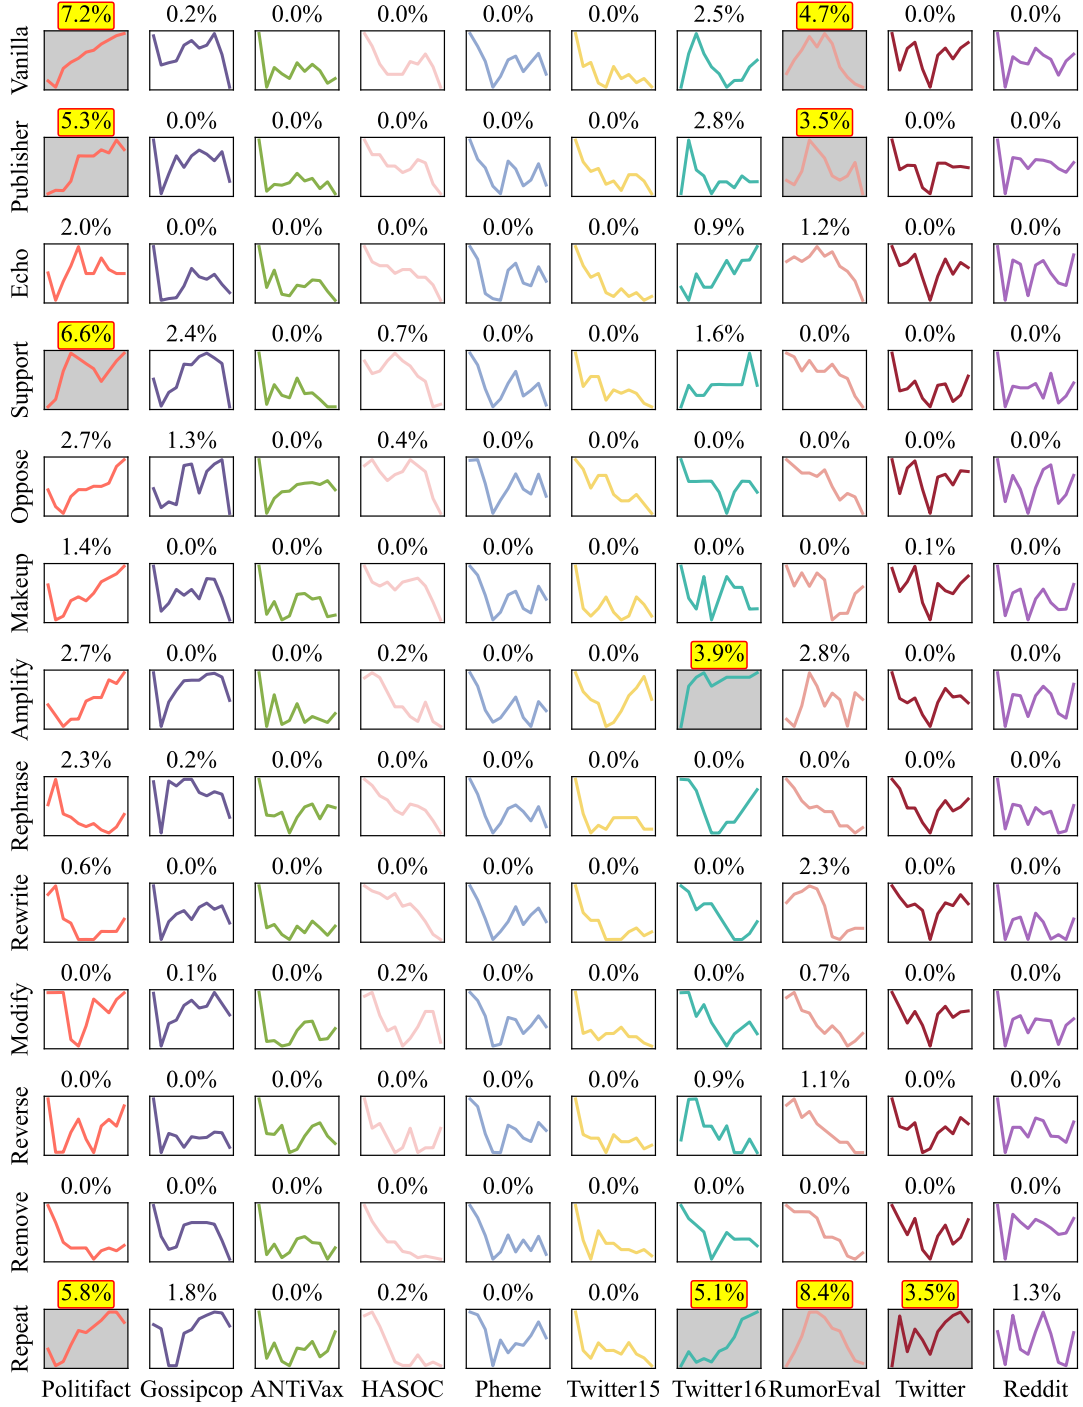 7.2% 0.2% 0.0% 0.0% 0.0% 0.0% 2.5% 4.7% 0.0% 0.0%
Vanilla
5.3% 0.0% 0.0% 0.0% 0.0% 0.0% 2.8% 3.5% 0.0% 0.0%
Publisher
2.0% 0.0% 0.0% 0.0% 0.0% 0.0% 0.9% 1.2% 0.0% 0.0%
Echo
6.6% 2.4% 0.0% 0.7% 0.0% 0.0% 1.6% 0.0% 0.0% 0.0%
Support
2.7% 1.3% 0.0% 0.4% 0.0% 0.0% 0.0% 0.0% 0.0% 0.0%
Oppose
1.4% 0.0% 0.0% 0.0% 0.0% 0.0% 0.0% 0.0% 0.1% 0.0%
Makeup
2.7% 0.0% 0.0% 0.2% 0.0% 0.0% 3.9% 2.8% 0.0% 0.0%
Amplify
2.3% 0.2% 0.0% 0.0% 0.0% 0.0% 0.0% 0.0% 0.0% 0.0%
Rephrase
0.6% 0.0% 0.0% 0.0% 0.0% 0.0% 0.0% 2.3% 0.0% 0.0%
Rewrite
0.0% 0.1% 0.0% 0.2% 0.0% 0.0% 0.0% 0.7% 0.0% 0.0%
Modify
0.0% 0.0% 0.0% 0.0% 0.0% 0.0% 0.9% 1.1% 0.0% 0.0%
Reverse
0.0% 0.0% 0.0% 0.0% 0.0% 0.0% 0.0% 0.0% 0.0% 0.0%
Remove
5.8% 1.8% 0.0% 0.2% 0.0% 0.0% 5.1% 8.4% 3.5% 1.3%
Repeat
Politifact Gossipcop ANTiVax HASOC Pheme Twitter15 Twitter16 RumorEval Twitter Reddit